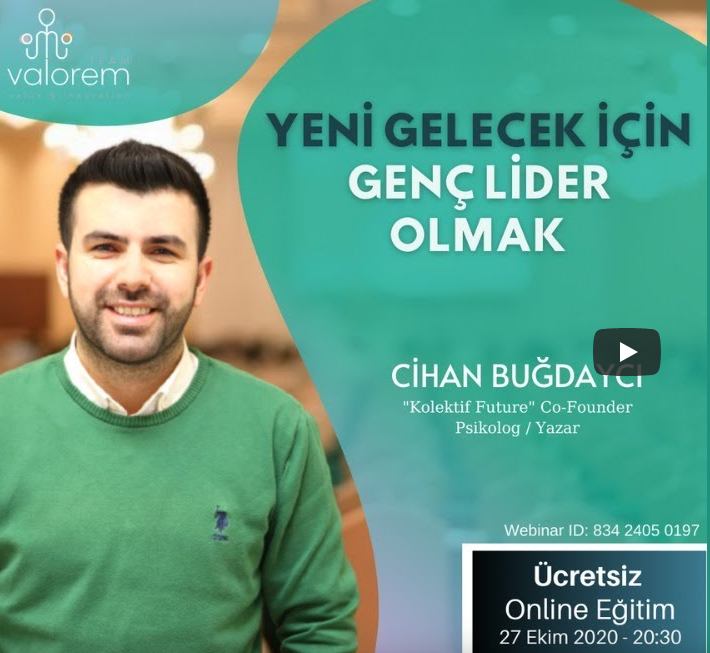 valorem
YENİ GELECEK İÇİN
GENÇ LİDER
OLMAK
CİHAN BUĞDAYCI
"Kolektif Future" Co-Founder
Psikolog / Yazar
Webinar ID: 834 2405 0197
Ücretsiz
Online Eğitim
27 Ekim 2020 - 20:30